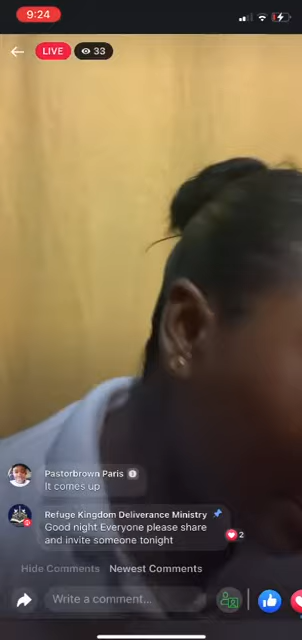 9:24
LIVE 33
Pastorbrown Paris
It comes up
Refuge Kingdom Deliverance Ministry
Good night Everyone please share
and invite someone tonight
2
Hide Comments Newest Comments
Write a comment...